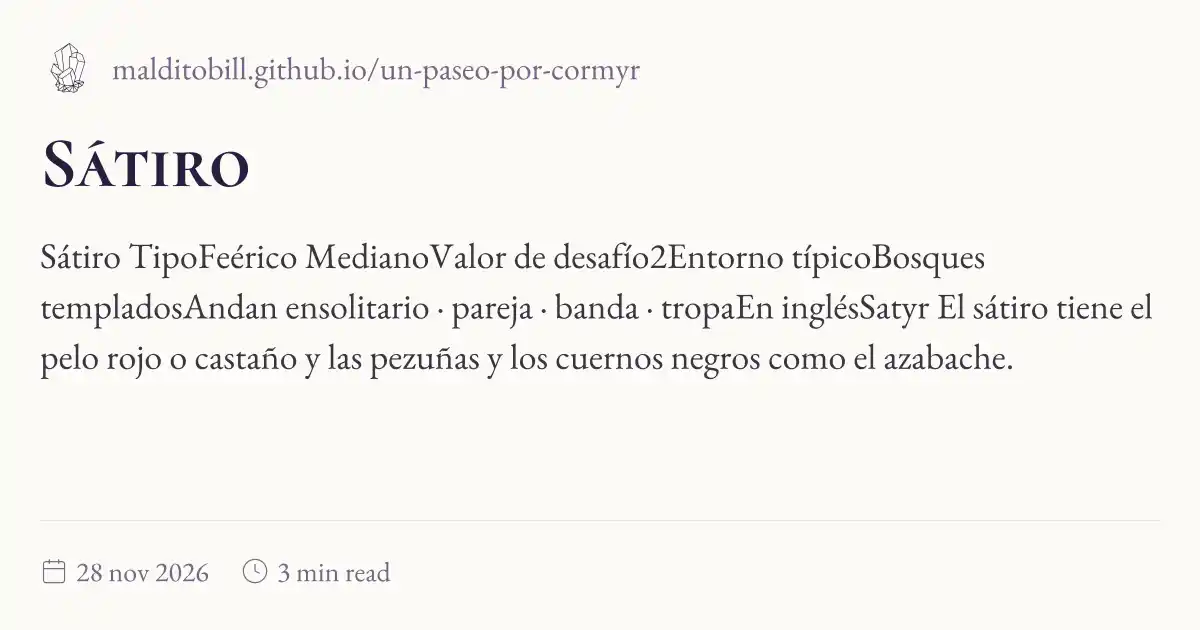 malditobill.github.io/un-paseo-por-cormyr
Sátiro
Sátiro TipoFeérico MedianoValor de desafío2Entorno típicoBosques
templadosAndan ensolitario · pareja · banda · tropaEn inglésSatyr El sátiro tiene el
pelo rojo o castaño y las pezuñas y los cuernos negros como el azabache.
28 nov 2026 3 min read